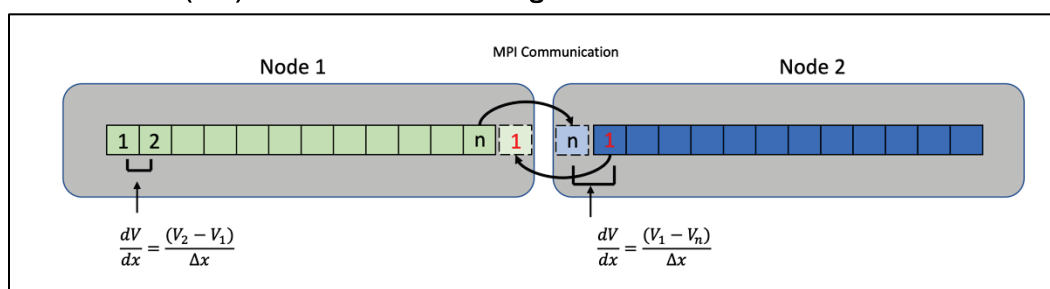 MPI Communication
Node 1
Node 2
1 2 n 1
n 1
dV/dx = (V₂ − V₁)/Δx
dV/dx = (V₁ − Vₙ)/Δx